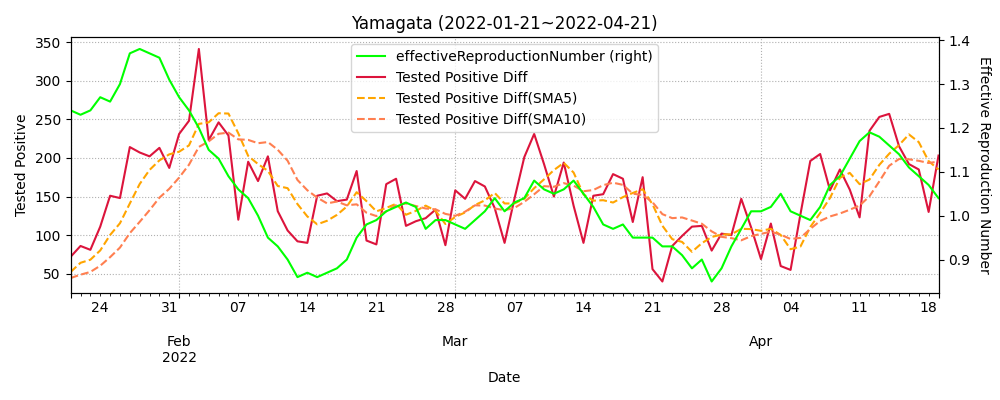 Yamagata (2022-01-21~2022-04-21)
350
300
250
200
150
100
50
Tested Positive
1.4
1.3
1.2
1.1
1.0
0.9
Effective Reproduction Number
effectiveReproductionNumber (right)
Tested Positive Diff
Tested Positive Diff(SMA5)
Tested Positive Diff(SMA10)
24 31 07 14 21 28 07 14 21 28 04 11 18
Feb Mar Apr
2022
Date